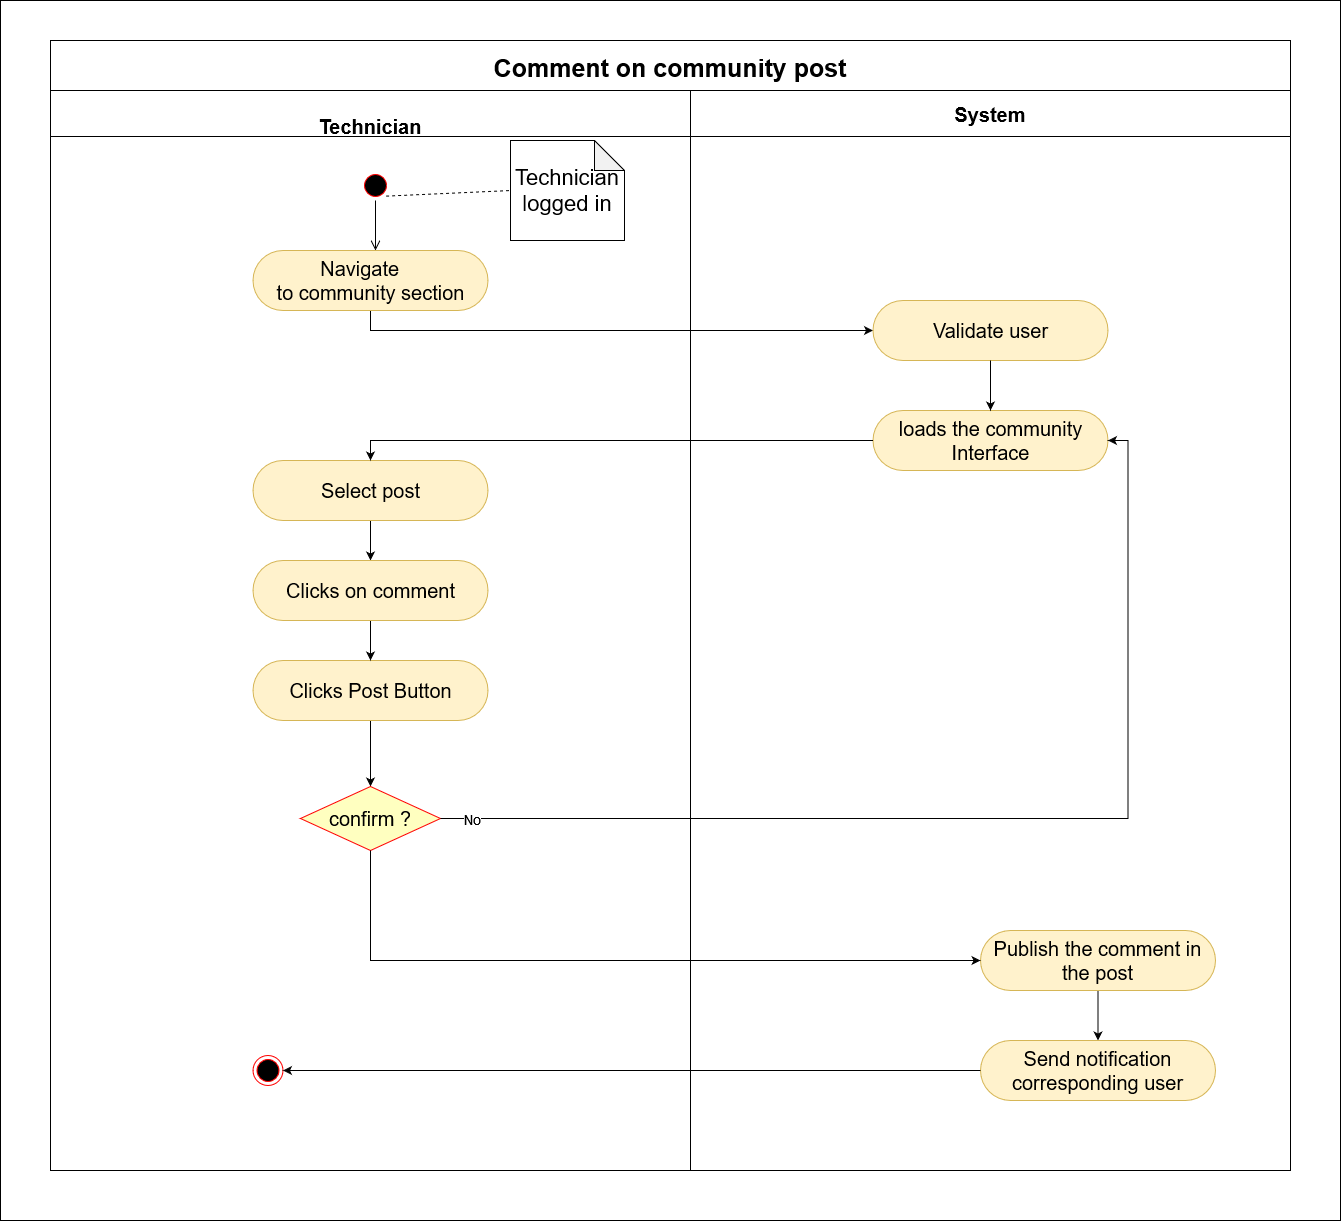 Comment on community post
Technician
System
Technician
logged in
Navigate
to community section
Validate user
loads the community
Interface
Select post
Clicks on comment
Clicks Post Button
confirm ?
No
Publish the comment in
the post
Send notification
corresponding user